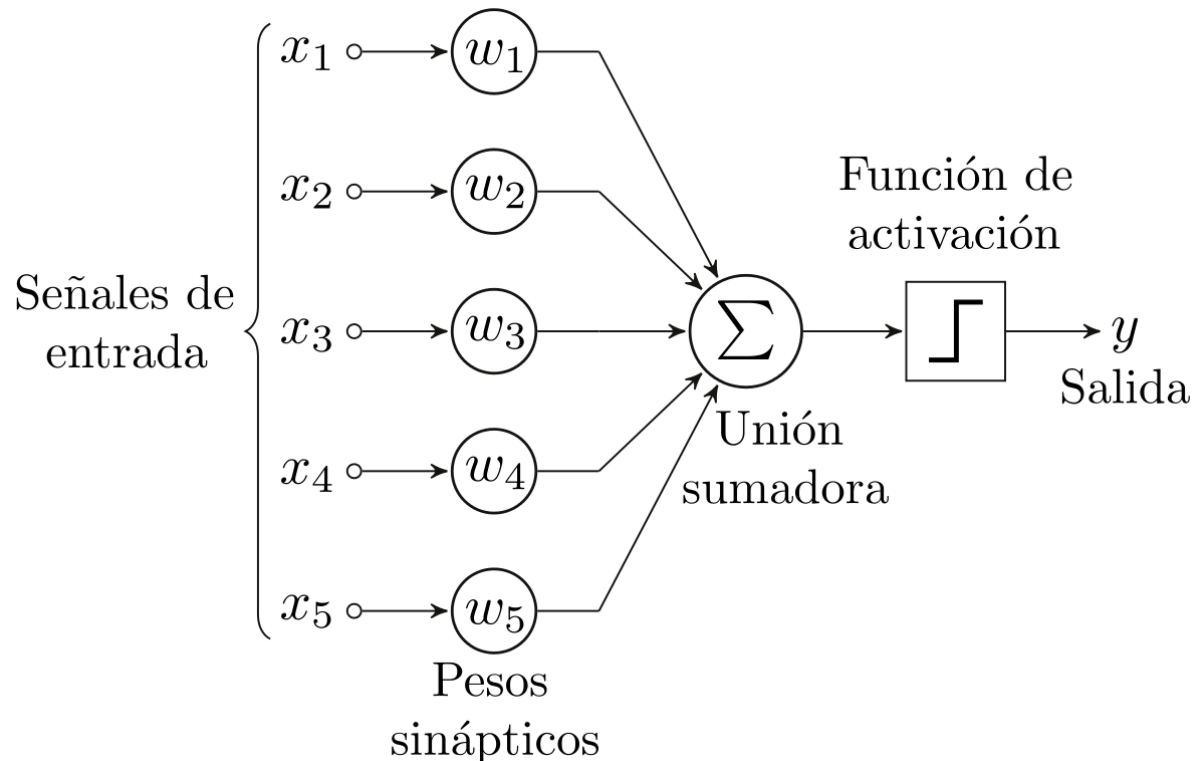 x₁ w₁
x₂ w₂
Función de
activación
Señales de
entrada
x₃ w₃ ∑ y
Salida
Unión
sumadora
x₄ w₄
x₅ w₅
Pesos
sinápticos